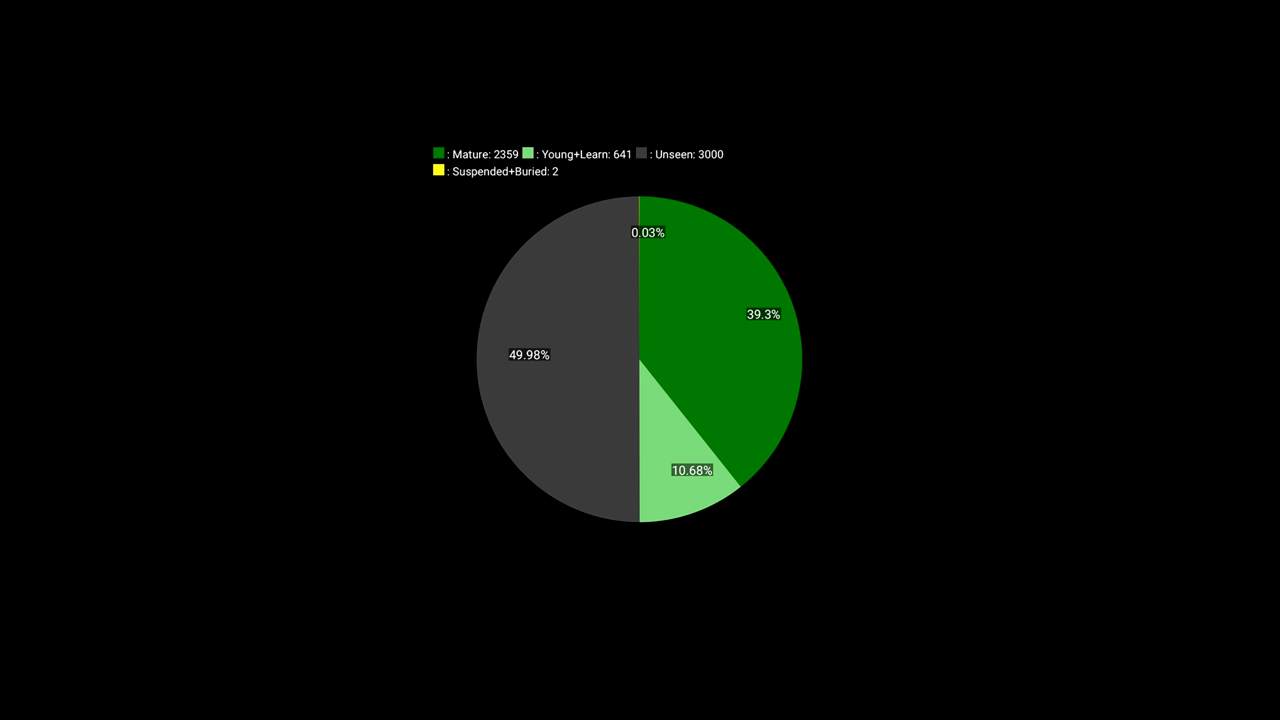 : Mature: 2359 : Young+Learn: 641 : Unseen: 3000
: Suspended+Buried: 2
0.03%
39.3%
49.98%
10.68%